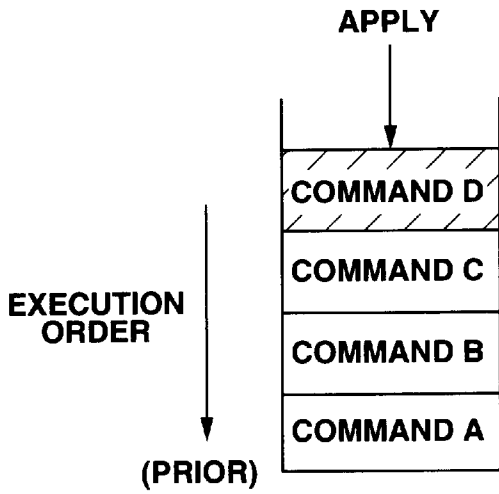 APPLY
COMMAND D
COMMAND C
EXECUTION
ORDER
COMMAND B
COMMAND A
(PRIOR)